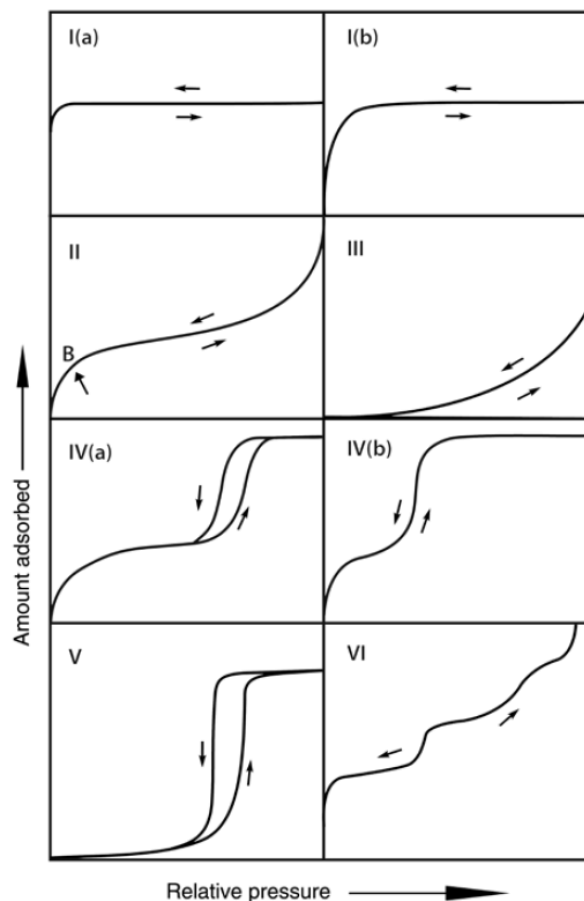 I(a)
I(b)
II
III
B
IV(a)
IV(b)
V
VI
Amount adsorbed
Relative pressure